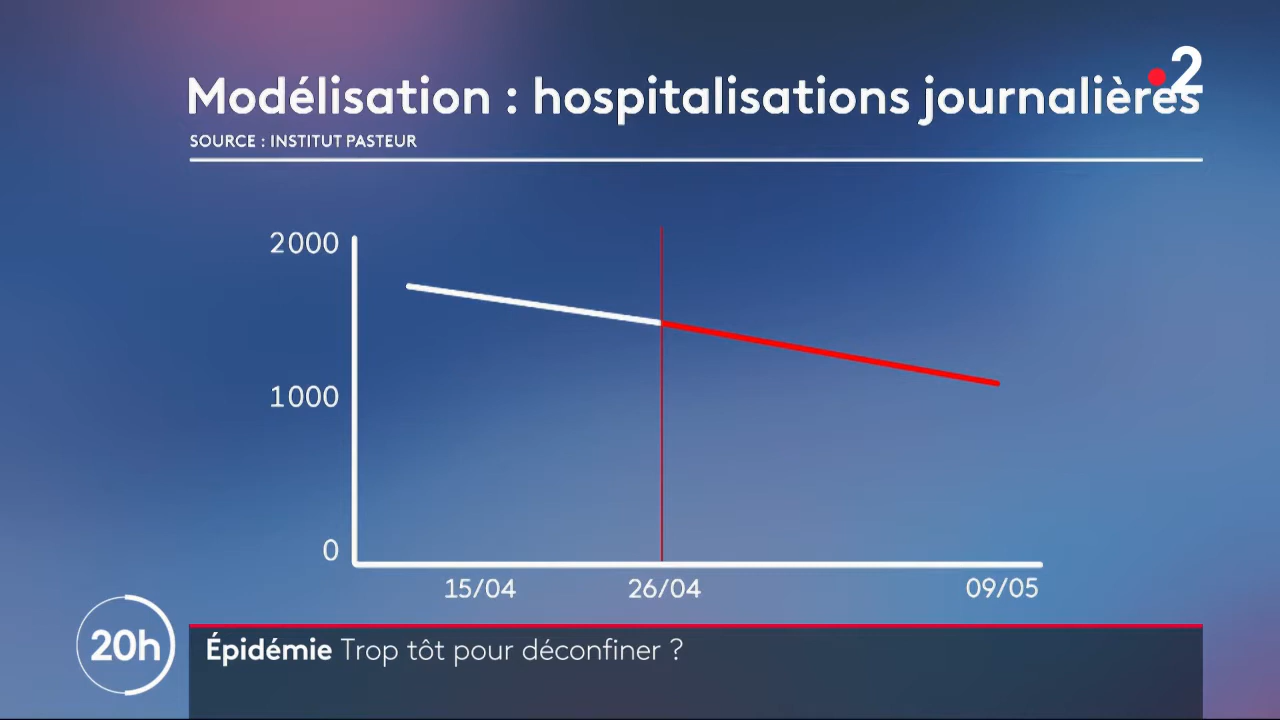 Modélisation : hospitalisations journalières
2
SOURCE : INSTITUT PASTEUR
2000
1000
0
15/04 26/04 09/05
20h
Épidémie Trop tôt pour déconfiner ?